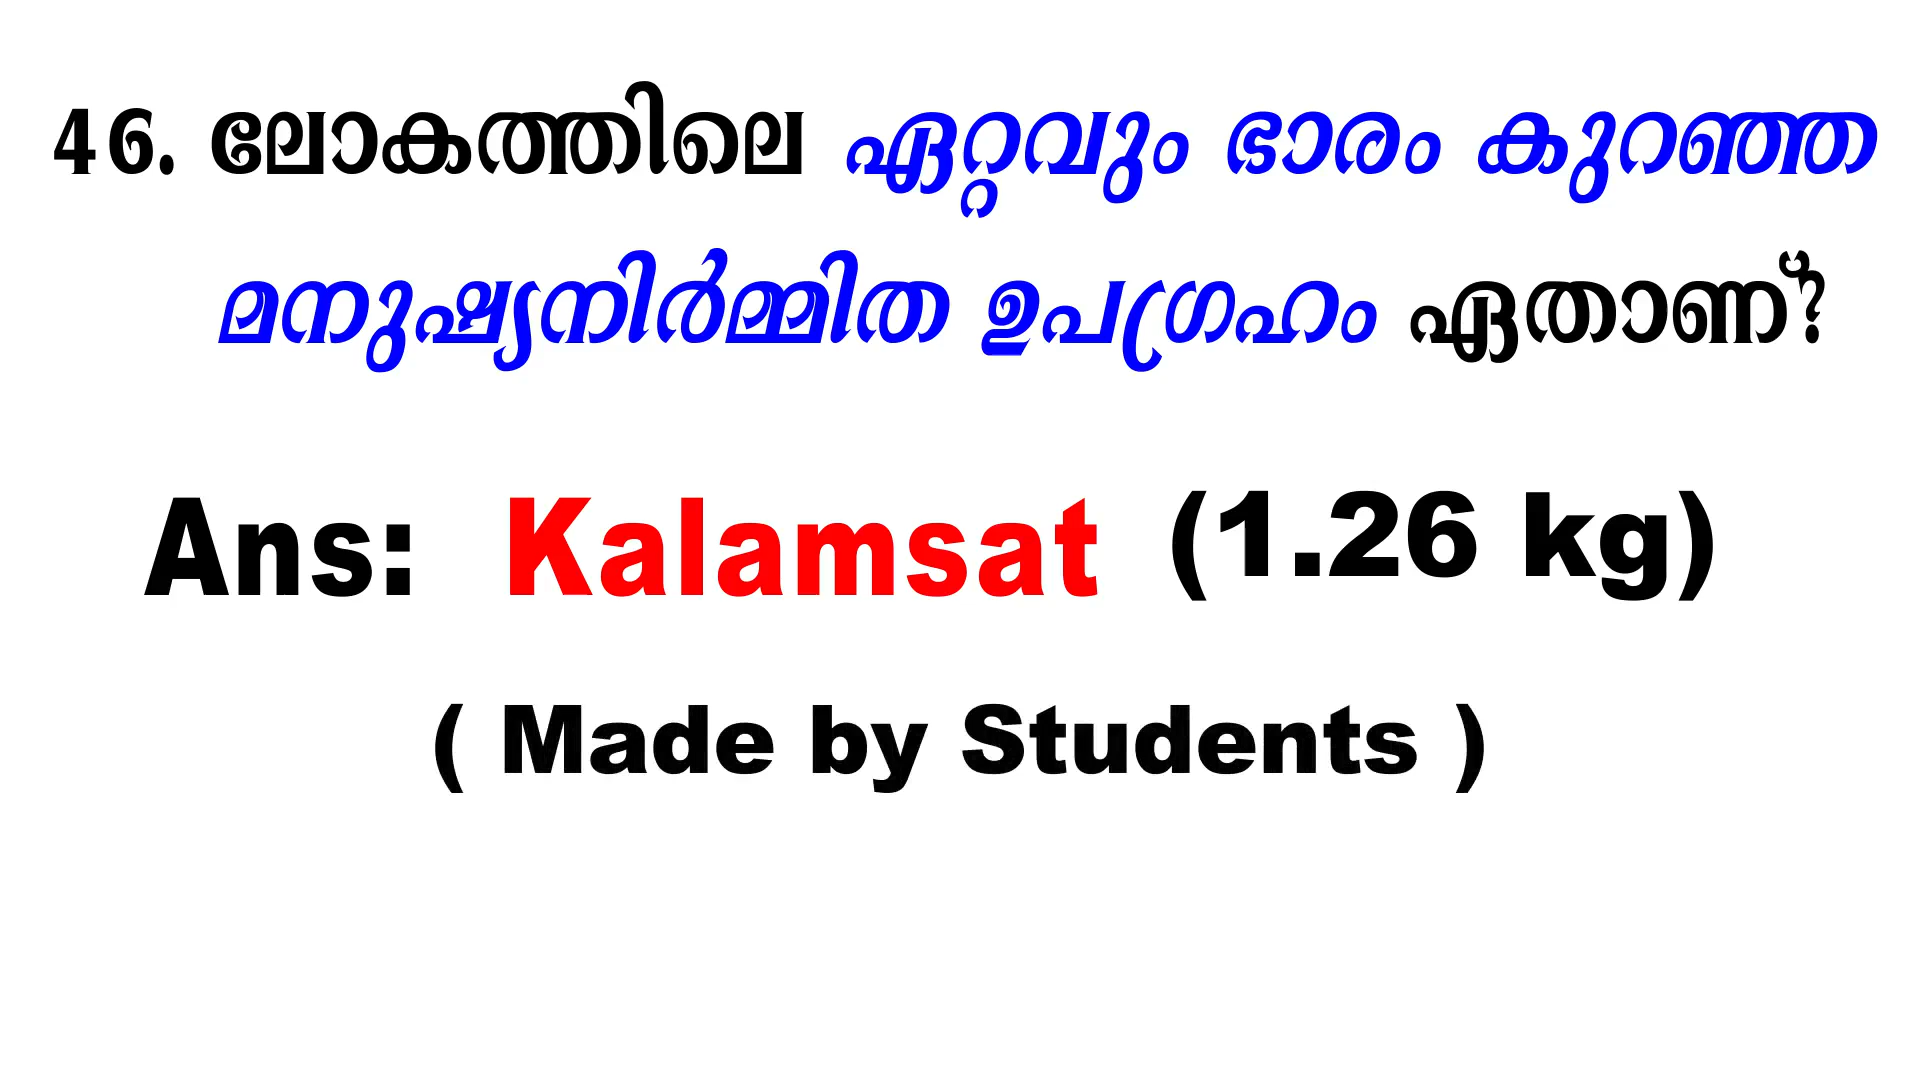 46. ലോകത്തിലെ ഏറ്റവും ഭാരം കുറഞ്ഞ
മനുഷ്യനിർമ്മിത ഉപഗ്രഹം ഏതാണ്?
Ans: Kalamsat (1.26 kg)
( Made by Students )